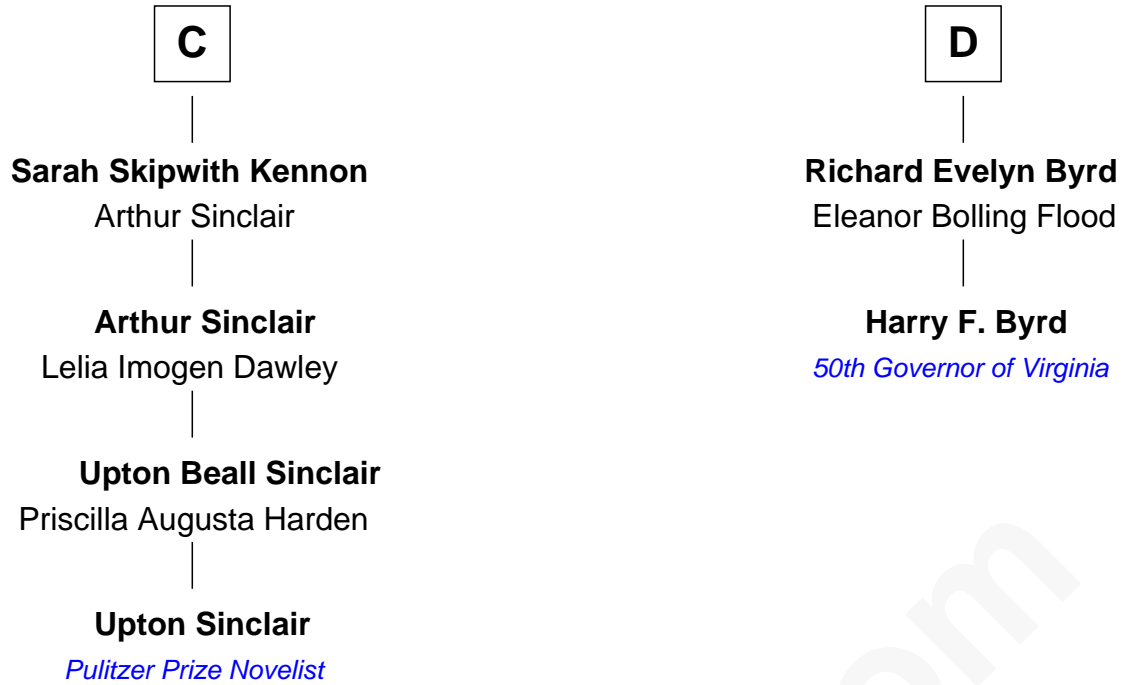 C
Sarah Skipwith Kennon
Arthur Sinclair
Arthur Sinclair
Lelia Imogen Dawley
Upton Beall Sinclair
Priscilla Augusta Harden
Upton Sinclair
Pulitzer Prize Novelist
D
Richard Evelyn Byrd
Eleanor Bolling Flood
Harry F. Byrd
50th Governor of Virginia
om